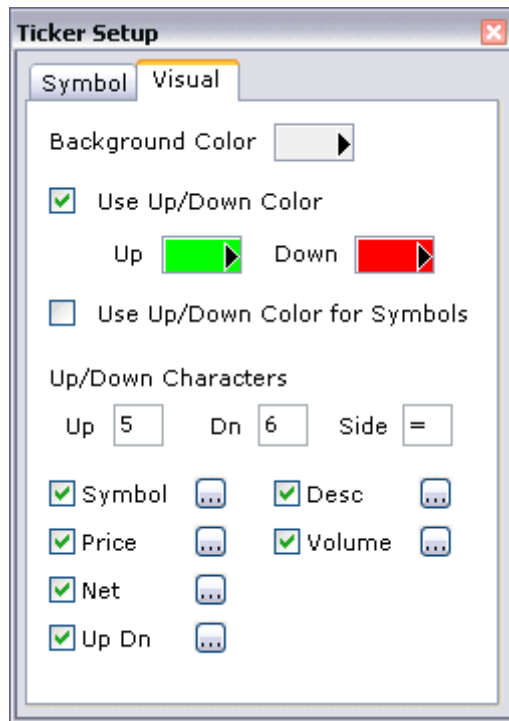 Ticker Setup
Symbol Visual
Background Color
Use Up/Down Color
Up Down
Use Up/Down Color for Symbols
Up/Down Characters
Up 5 Dn 6 Side =
Symbol ... Desc ...
Price ... Volume ...
Net ...
Up Dn ...